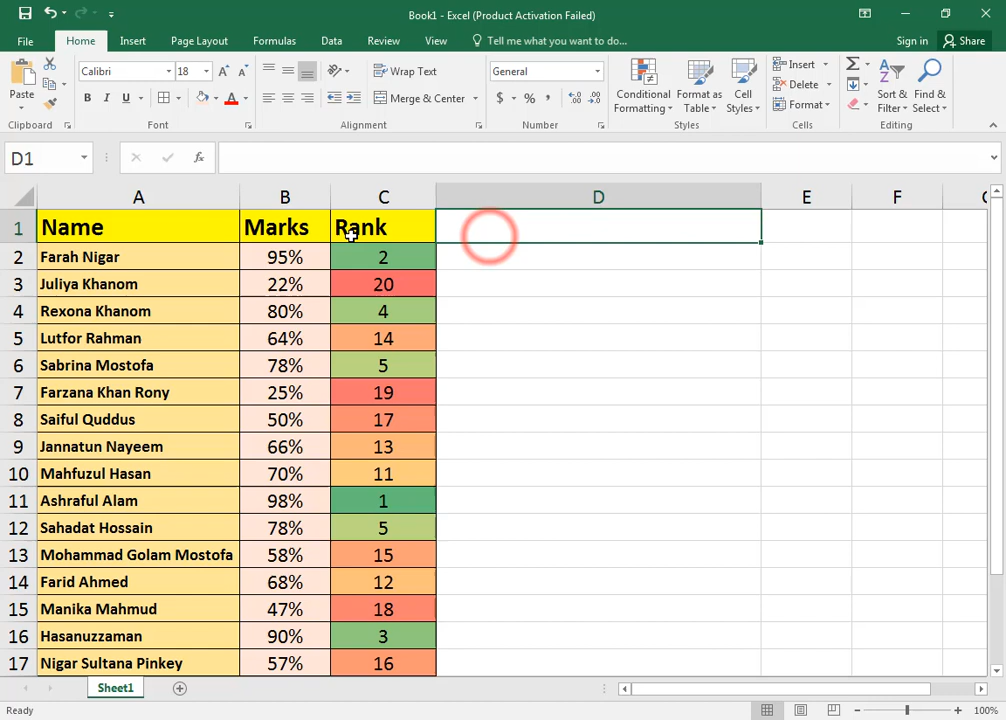 Book1 - Excel (Product Activation Failed)
File Home Insert Page Layout Formulas Data Review View Tell me what you want to do... Sign in Share
Calibri 18 Wrap Text General Insert
Paste B I U Merge & Center $ % , Conditional Formatting Format as Table Cell Styles Delete Format Sort & Filter Find & Select
Clipboard Font Alignment Number Styles Cells Editing
D1 fx
A B C D E F
1 Name Marks Rank
2 Farah Nigar 95% 2
3 Juliya Khanom 22% 20
4 Rexona Khanom 80% 4
5 Lutfor Rahman 64% 14
6 Sabrina Mostofa 78% 5
7 Farzana Khan Rony 25% 19
8 Saiful Quddus 50% 17
9 Jannatun Nayeem 66% 13
10 Mahfuzul Hasan 70% 11
11 Ashraful Alam 98% 1
12 Sahadat Hossain 78% 5
13 Mohammad Golam Mostofa 58% 15
14 Farid Ahmed 68% 12
15 Manika Mahmud 47% 18
16 Hasanuzzaman 90% 3
17 Nigar Sultana Pinkey 57% 16
Sheet1
Ready 100%